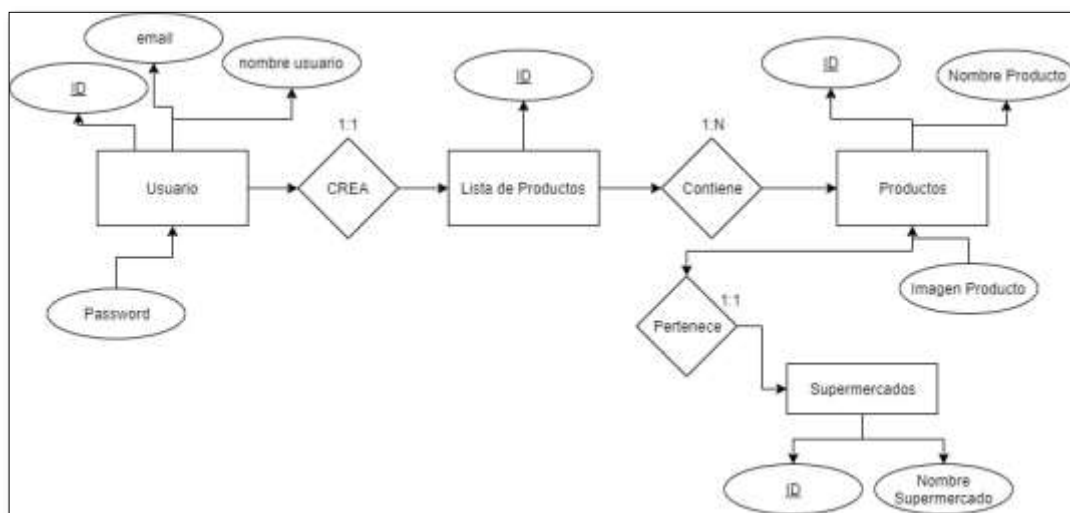 email
nombre usuario
ID
ID
ID
Nombre Producto
1:1
1:N
Usuario
CREA
Lista de Productos
Contiene
Productos
Password
Imagen Producto
1:1
Pertenece
Supermercados
ID
Nombre
Supermercado